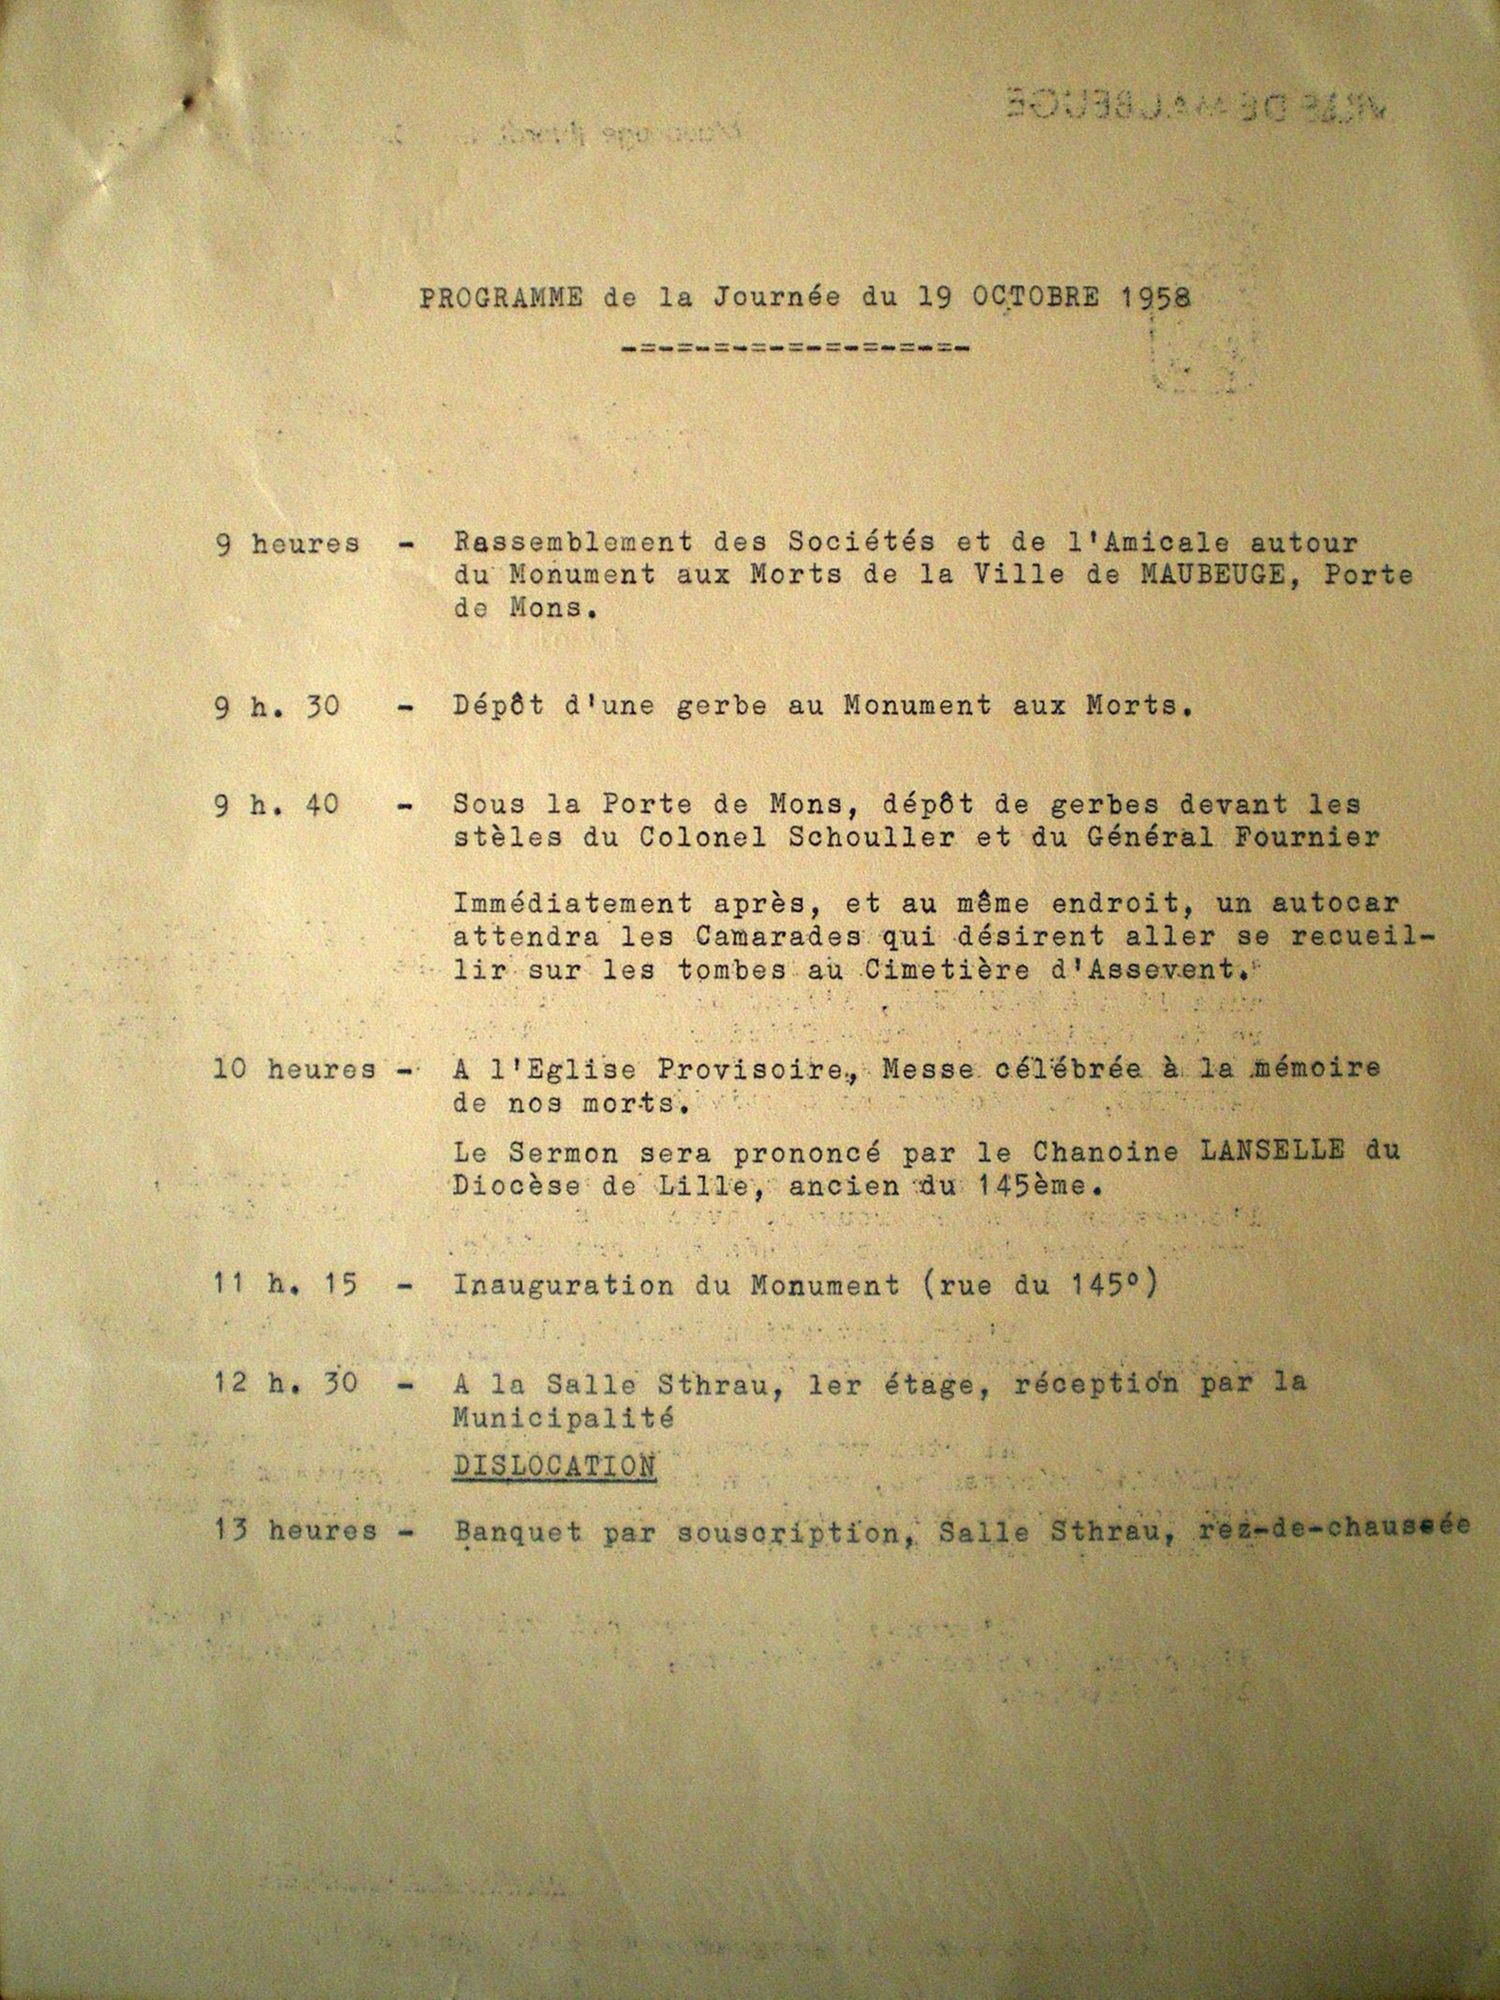 PROGRAMME de la Journée du 19 OCTOBRE 1958
-=-=-=-=-=-=-=-=-=-=-
9 heures - Rassemblement des Sociétés et de l'Amicale autour
du Monument aux Morts de la Ville de MAUBEUGE, Porte
de Mons.
9 h. 30 - Dépôt d'une gerbe au Monument aux Morts.
9 h. 40 - Sous la Porte de Mons, dépôt de gerbes devant les
stèles du Colonel Schouller et du Général Fournier
Immédiatement après, et au même endroit, un autocar
attendra les Camarades qui désirent aller se recueil-
lir sur les tombes au Cimetière d'Assevent.
10 heures - A l'Eglise Provisoire, Messe célébrée à la mémoire
de nos morts.
Le Sermon sera prononcé par le Chanoine LANSELLE du
Diocèse de Lille, ancien du 145ème.
11 h. 15 - Inauguration du Monument (rue du 145°)
12 h. 30 - A la Salle Sthrau, 1er étage, réception par la
Municipalité
DISLOCATION
13 heures - Banquet par souscription, Salle Sthrau, rez-de-chaussée